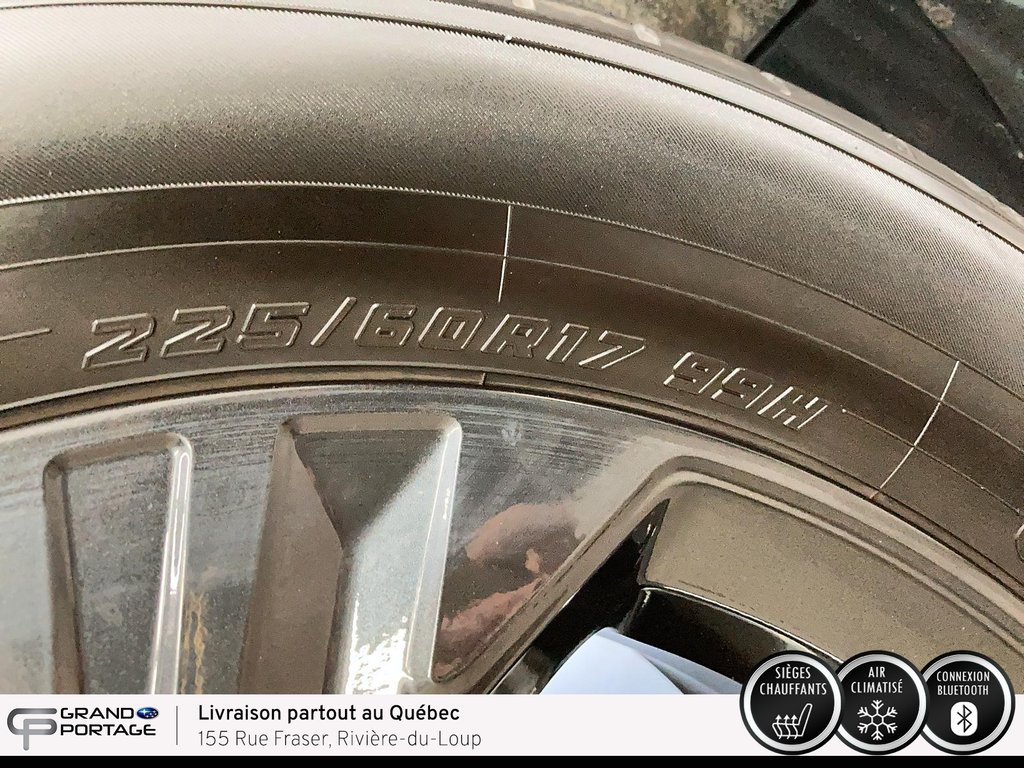 225/60R17 99H
GRAND PORTAGE
Livraison partout au Québec
155 Rue Fraser, Rivière-du-Loup
SIÈGES
CHAUFFANTS
AIR
CLIMATISÉ
CONNEXION
BLUETOOTH